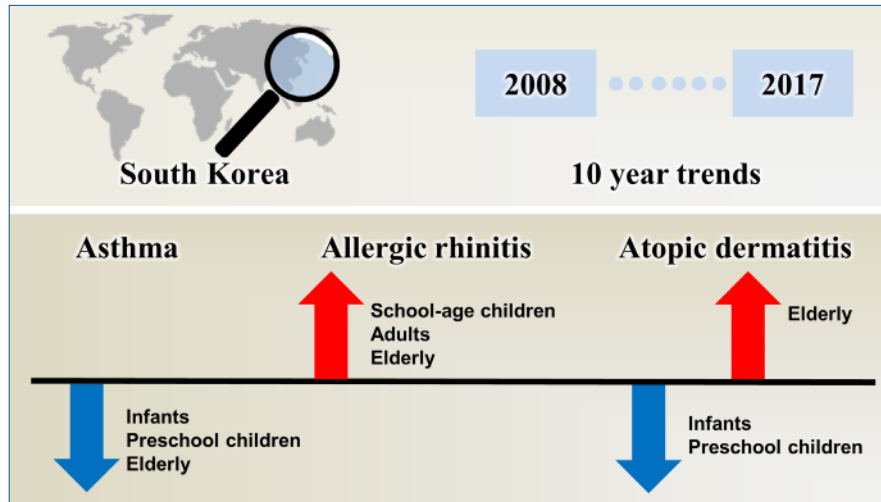 South Korea
2008
2017
10 year trends
Asthma
Allergic rhinitis
Atopic dermatitis
School-age children
Adults
Elderly
Elderly
Infants
Preschool children
Elderly
Infants
Preschool children